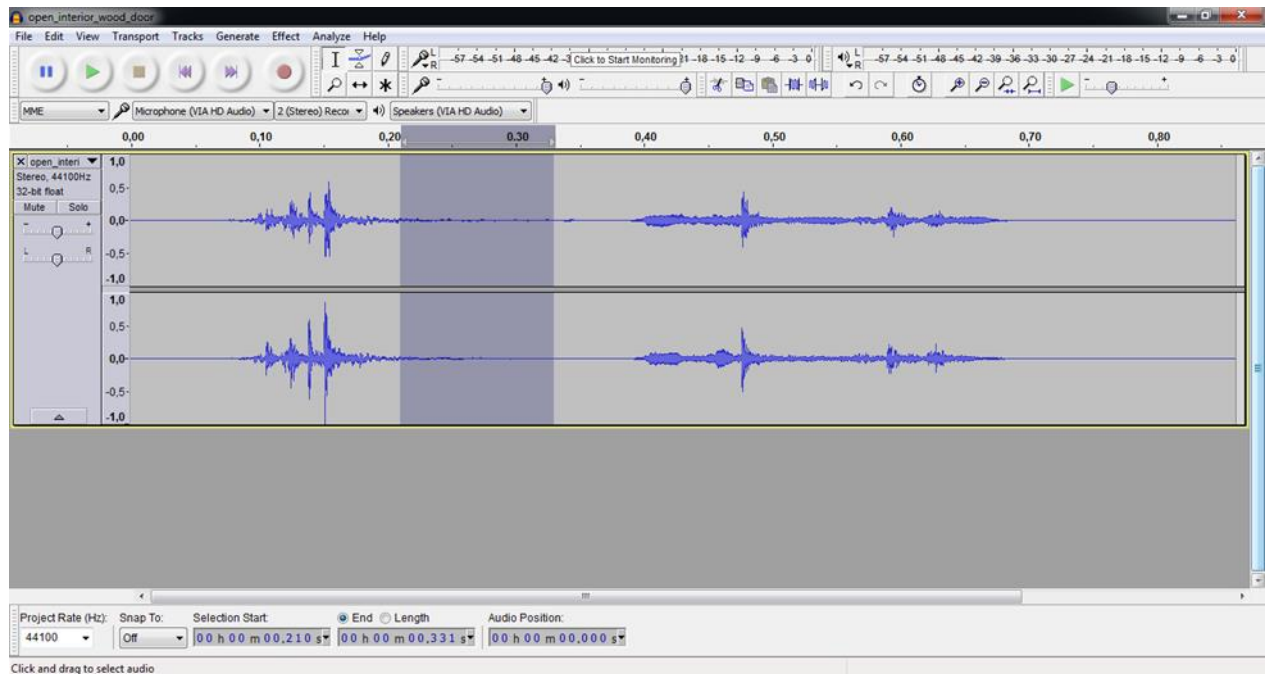 open_interior_wood_door
File Edit View Transport Tracks Generate Effect Analyze Help
L R -57 -54 -51 -48 -45 -42 -3 Click to Start Monitoring 1 -18 -15 -12 -9 -6 -3 0 L R -57 -54 -51 -48 -45 -42 -39 -36 -33 -30 -27 -24 -21 -18 -15 -12 -9 -6 -3 0
MME Microphone (VIA HD Audio) 2 (Stereo) Recor Speakers (VIA HD Audio)
0,00 0,10 0,20 0,30 0,40 0,50 0,60 0,70 0,80
X open_interi 1,0
Stereo, 44100Hz
32-bit float 0,5-
Mute Solo
- + 0,0-
L R -0,5-
-1,0
1,0
0,5-
0,0-
-0,5-
-1,0
Project Rate (Hz): Snap To: Selection Start: End Length Audio Position:
44100 Off 00 h 00 m 00,210 s 00 h 00 m 00,331 s 00 h 00 m 00,000 s
Click and drag to select audio